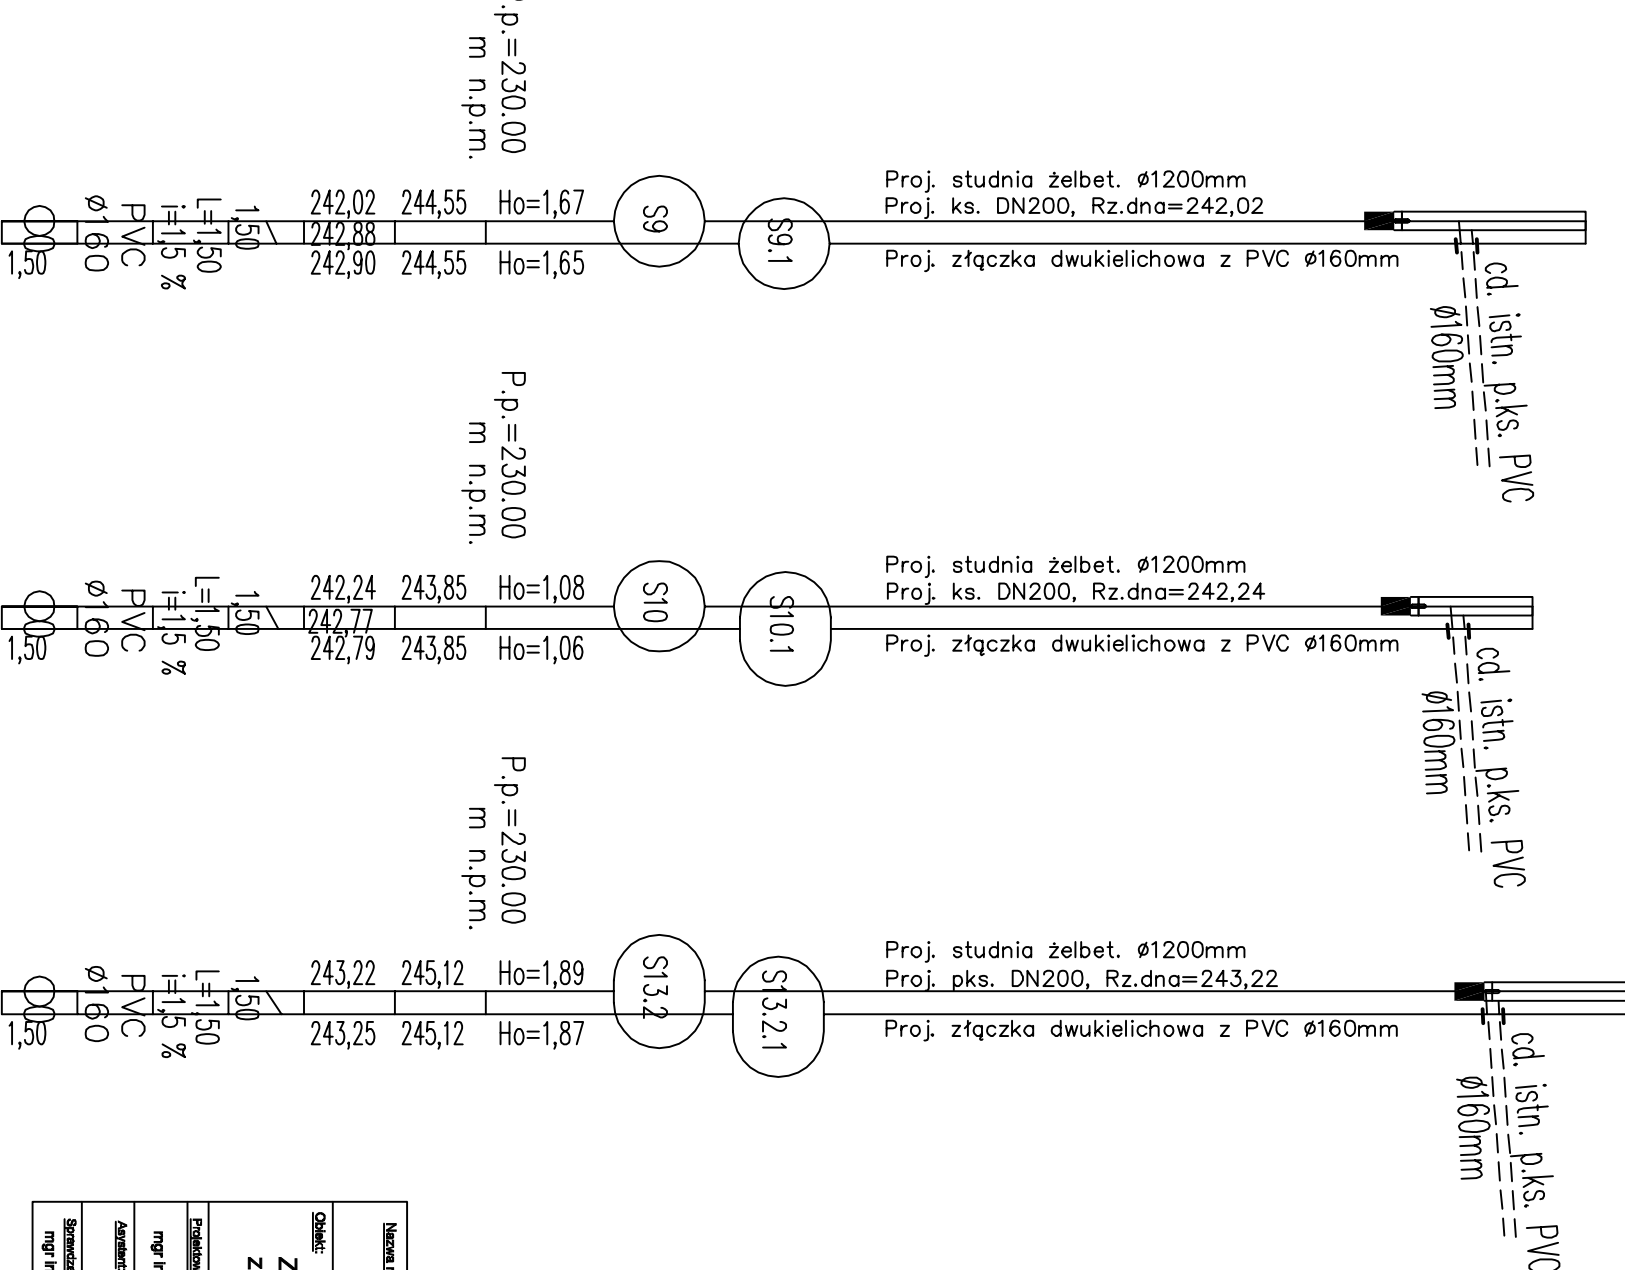 P.p.=230.00
m n.p.m.
Proj. studnia żelbet. ø1200mm
Proj. ks. DN200, Rz.dna=242,02
Proj. złączka dwukielichowa z PVC ø160mm
S9
S9.1
Ho=1,67
Ho=1,65
244,55
244,55
242,02
242,88
242,90
1,50
L=1,50
i=1,5 %
PVC
ø160
1,50
cd. istn. p.ks. PVC
ø160mm
P.p.=230.00
m n.p.m.
Proj. studnia żelbet. ø1200mm
Proj. ks. DN200, Rz.dna=242,24
Proj. złączka dwukielichowa z PVC ø160mm
S10
S10.1
Ho=1,08
Ho=1,06
243,85
243,85
242,24
242,77
242,79
1,50
L=1,50
i=1,5 %
PVC
ø160
1,50
cd. istn. p.ks. PVC
ø160mm
P.p.=230.00
m n.p.m.
Proj. studnia żelbet. ø1200mm
Proj. pks. DN200, Rz.dna=243,22
Proj. złączka dwukielichowa z PVC ø160mm
S13.2
S13.2.1
Ho=1,89
Ho=1,87
245,12
245,12
243,22
243,25
1,50
L=1,50
i=1,5 %
PVC
ø160
1,50
cd. istn. p.ks. PVC
ø160mm
Nazwa
Obiekt:
Z
z
Projektow
mgr in
Asystent:
Sprawdza
mgr in